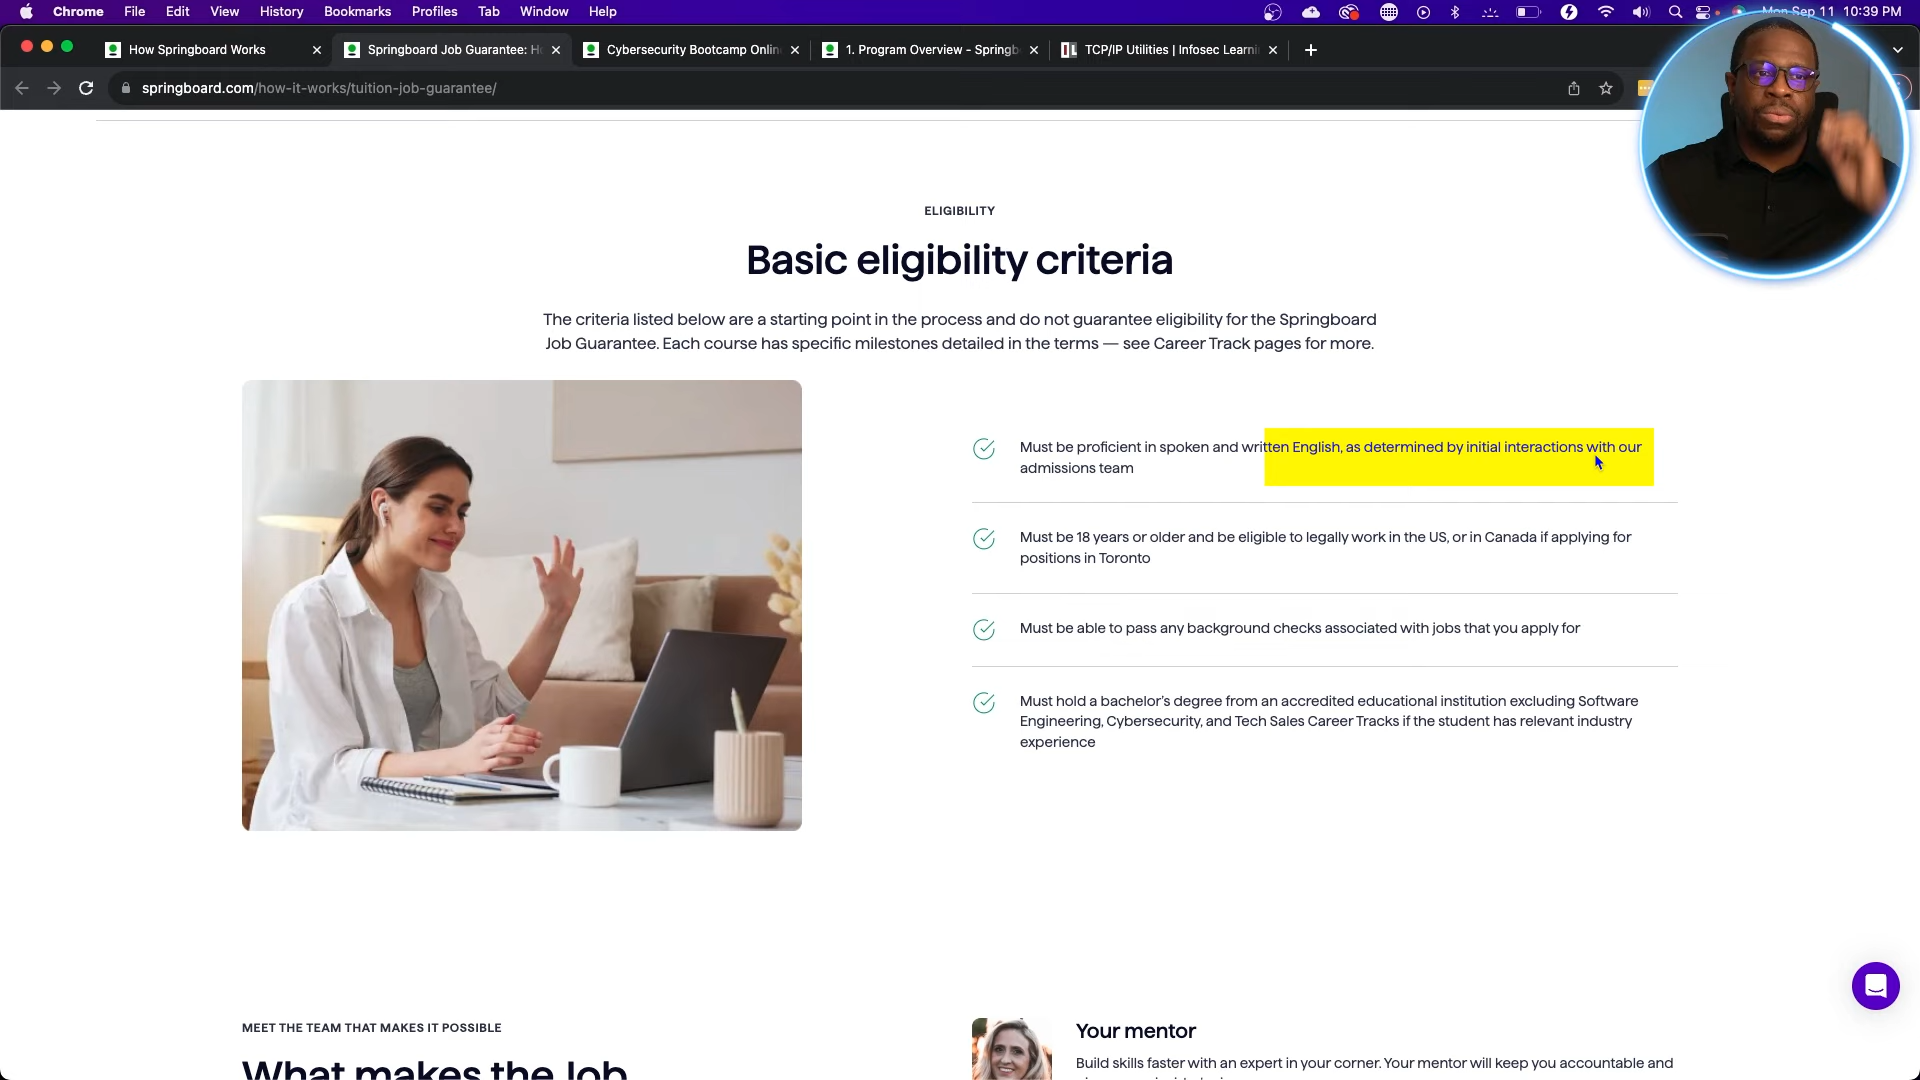 Chrome File Edit View History Bookmarks Profiles Tab Window Help Mon Sep 11 10:39 PM
How Springboard Works
Springboard Job Guarantee: H
Cybersecurity Bootcamp Onlin
1. Program Overview - Springb
TCP/IP Utilities | Infosec Learni
springboard.com/how-it-works/tuition-job-guarantee/
ELIGIBILITY
Basic eligibility criteria
The criteria listed below are a starting point in the process and do not guarantee eligibility for the Springboard
Job Guarantee. Each course has specific milestones detailed in the terms — see Career Track pages for more.
Must be proficient in spoken and written English, as determined by initial interactions with our
admissions team
Must be 18 years or older and be eligible to legally work in the US, or in Canada if applying for
positions in Toronto
Must be able to pass any background checks associated with jobs that you apply for
Must hold a bachelor's degree from an accredited educational institution excluding Software
Engineering, Cybersecurity, and Tech Sales Career Tracks if the student has relevant industry
experience
MEET THE TEAM THAT MAKES IT POSSIBLE
What makes the Job
Your mentor
Build skills faster with an expert in your corner. Your mentor will keep you accountable and